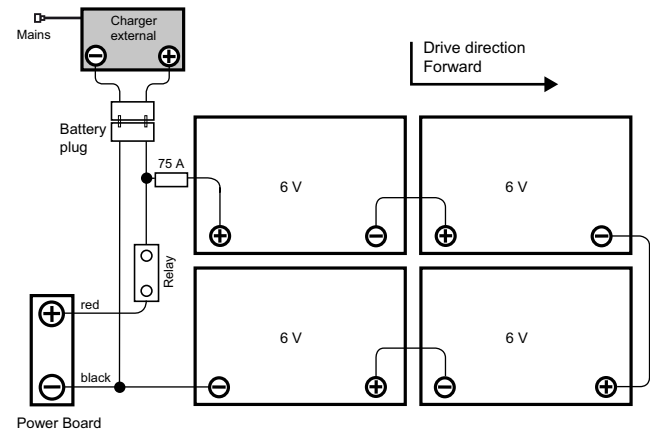 Charger
external
Mains
Drive direction
Forward
Battery
plug
75 A
6 V
6 V
Relay
6 V
6 V
red
black
Power Board